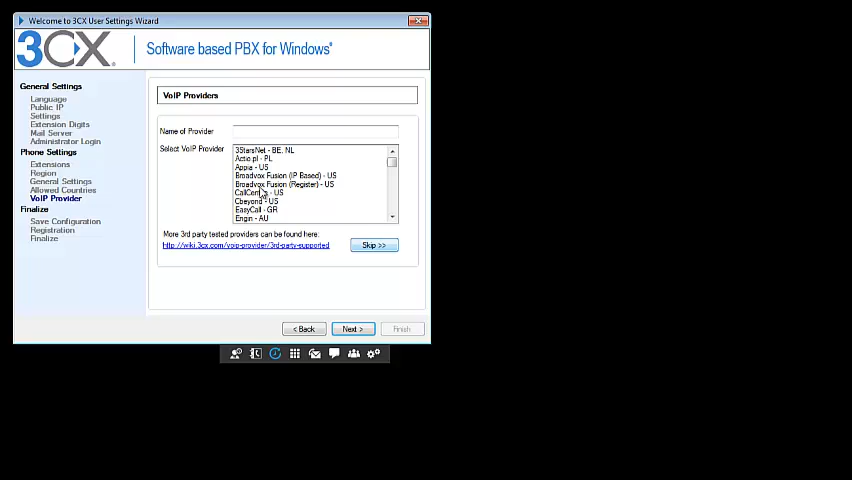 Welcome to 3CX User Settings Wizard
3CX
Software based PBX for Windows®
General Settings
Language
Public IP
Settings
Extension Digits
Mail Server
Administrator Login
Phone Settings
Extensions
Region
General Settings
Allowed Countries
VoIP Provider
Finalize
Save Configuration
Registration
Finalize
VoIP Providers
Name of Provider
Select VoIP Provider
3StarsNet - BE, NL
Actio.pl - PL
Appia - US
Broadvox Fusion (IP Based) - US
Broadvox Fusion (Register) - US
- US
Cbeyond - US
EasyCall - GR
Engin - AU
More 3rd party tested providers can be found here:
http://wiki.3cx.com/voip-provider/3rd-party-supported
Skip >>
< Back
Next >
Finish